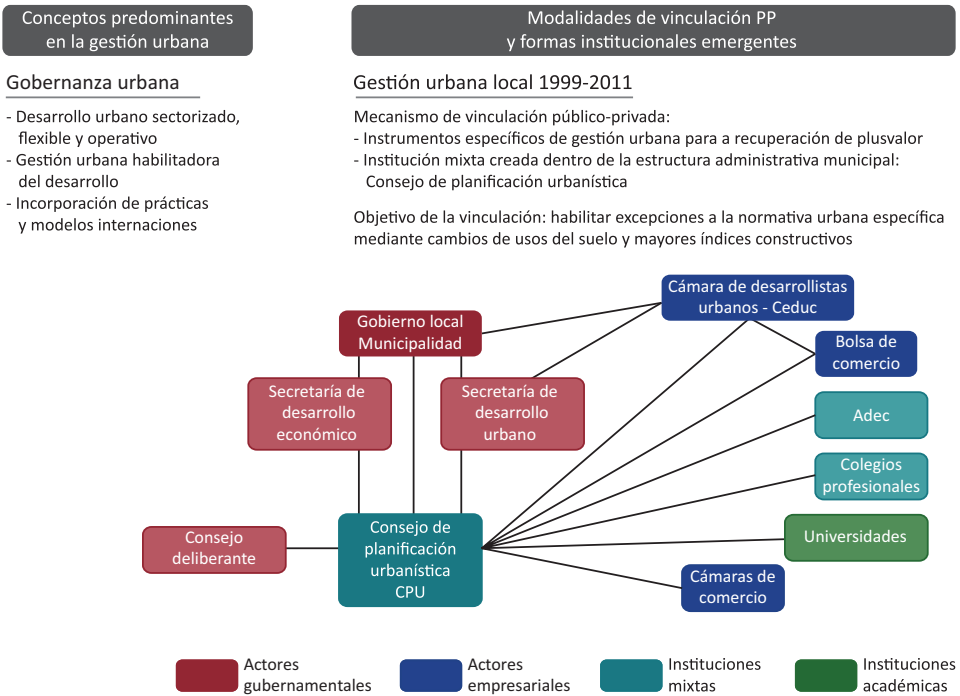 Conceptos predominantes
en la gestión urbana
Modalidades de vinculación PP
y formas institucionales emergentes
Gobernanza urbana
- Desarrollo urbano sectorizado,
flexible y operativo
- Gestión urbana habilitadora
del desarrollo
- Incorporación de prácticas
y modelos internaciones
Gestión urbana local 1999-2011
Mecanismo de vinculación público-privada:
- Instrumentos específicos de gestión urbana para a recuperación de plusvalor
- Institución mixta creada dentro de la estructura administrativa municipal:
Consejo de planificación urbanística
Objetivo de la vinculación: habilitar excepciones a la normativa urbana específica
mediante cambios de usos del suelo y mayores índices constructivos
Cámara de desarrollistas
urbanos - Ceduc
Gobierno local
Municipalidad
Bolsa de
comercio
Secretaría de
desarrollo
económico
Secretaría de
desarrollo
urbano
Adec
Colegios
profesionales
Consejo
deliberante
Consejo de
planificación
urbanística
CPU
Universidades
Cámaras de
comercio
Actores
gubernamentales
Actores
empresariales
Instituciones
mixtas
Instituciones
académicas